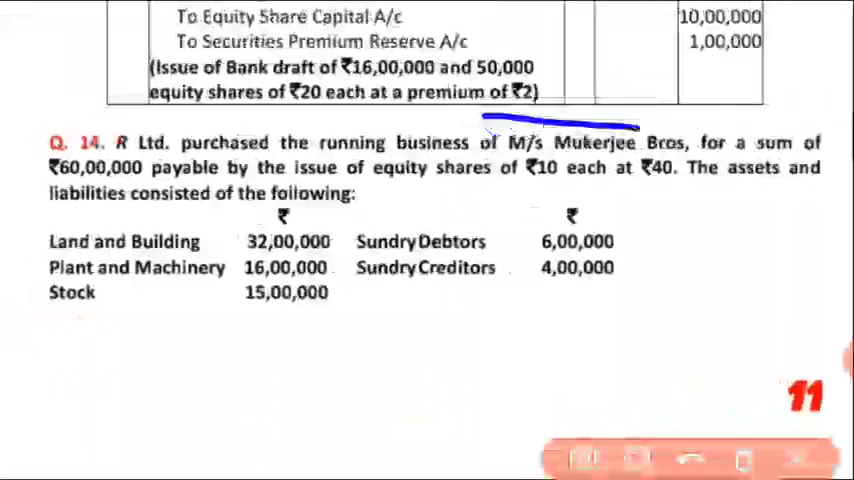 To Equity Share Capital A/c 10,00,000
To Securities Premium Reserve A/c 1,00,000
(Issue of Bank draft of ₹16,00,000 and 50,000
equity shares of ₹20 each at a premium of ₹2)
Q. 14. R Ltd. purchased the running business of M/s Mukerjee Bros, for a sum of
₹60,00,000 payable by the issue of equity shares of ₹10 each at ₹40. The assets and
liabilities consisted of the following:
₹ ₹
Land and Building 32,00,000 Sundry Debtors 6,00,000
Plant and Machinery 16,00,000 Sundry Creditors 4,00,000
Stock 15,00,000
11